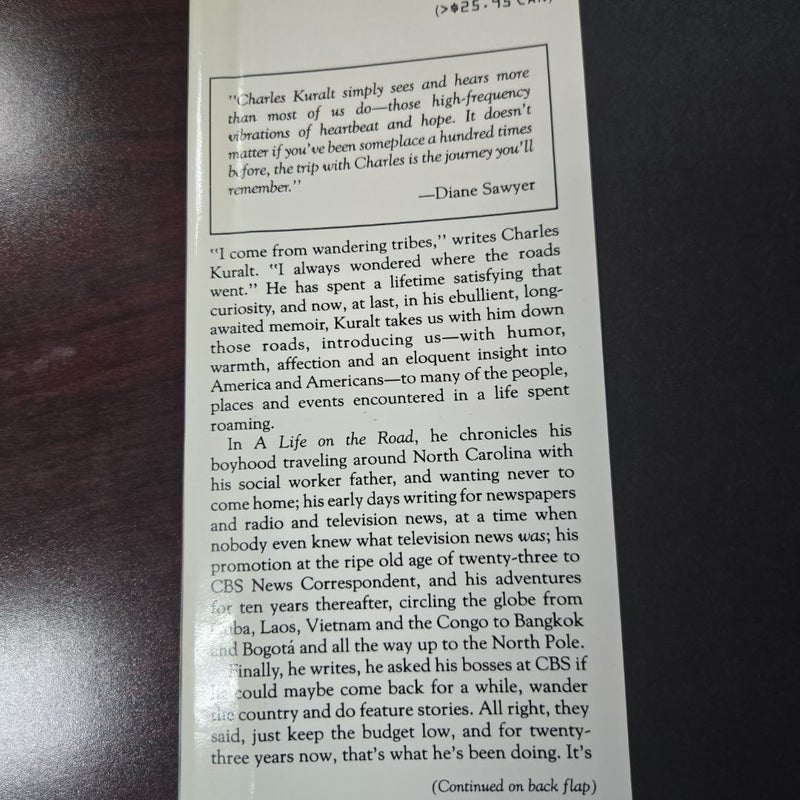 (>$25.95 CAN)
"Charles Kuralt simply sees and hears more
than most of us do—those high-frequency
vibrations of heartbeat and hope. It doesn't
matter if you've been someplace a hundred times
before, the trip with Charles is the journey you'll
remember."
—Diane Sawyer
"I come from wandering tribes," writes Charles
Kuralt. "I always wondered where the roads
went." He has spent a lifetime satisfying that
curiosity, and now, at last, in his ebullient, long-
awaited memoir, Kuralt takes us with him down
those roads, introducing us—with humor,
warmth, affection and an eloquent insight into
America and Americans—to many of the people,
places and events encountered in a life spent
roaming.
In A Life on the Road, he chronicles his
boyhood traveling around North Carolina with
his social worker father, and wanting never to
come home; his early days writing for newspapers
and radio and television news, at a time when
nobody even knew what television news was; his
promotion at the ripe old age of twenty-three to
CBS News Correspondent, and his adventures
for ten years thereafter, circling the globe from
Cuba, Laos, Vietnam and the Congo to Bangkok
and Bogotá and all the way up to the North Pole.
Finally, he writes, he asked his bosses at CBS if
he could maybe come back for a while, wander
the country and do feature stories. All right, they
said, just keep the budget low, and for twenty-
three years now, that's what he's been doing. It's
(Continued on back flap)